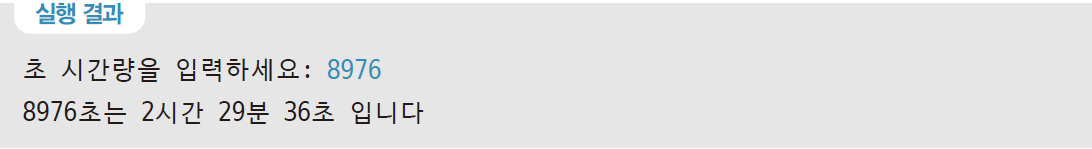 실행 결과
초 시간량을 입력하세요: 8976
8976초는 2시간 29분 36초 입니다